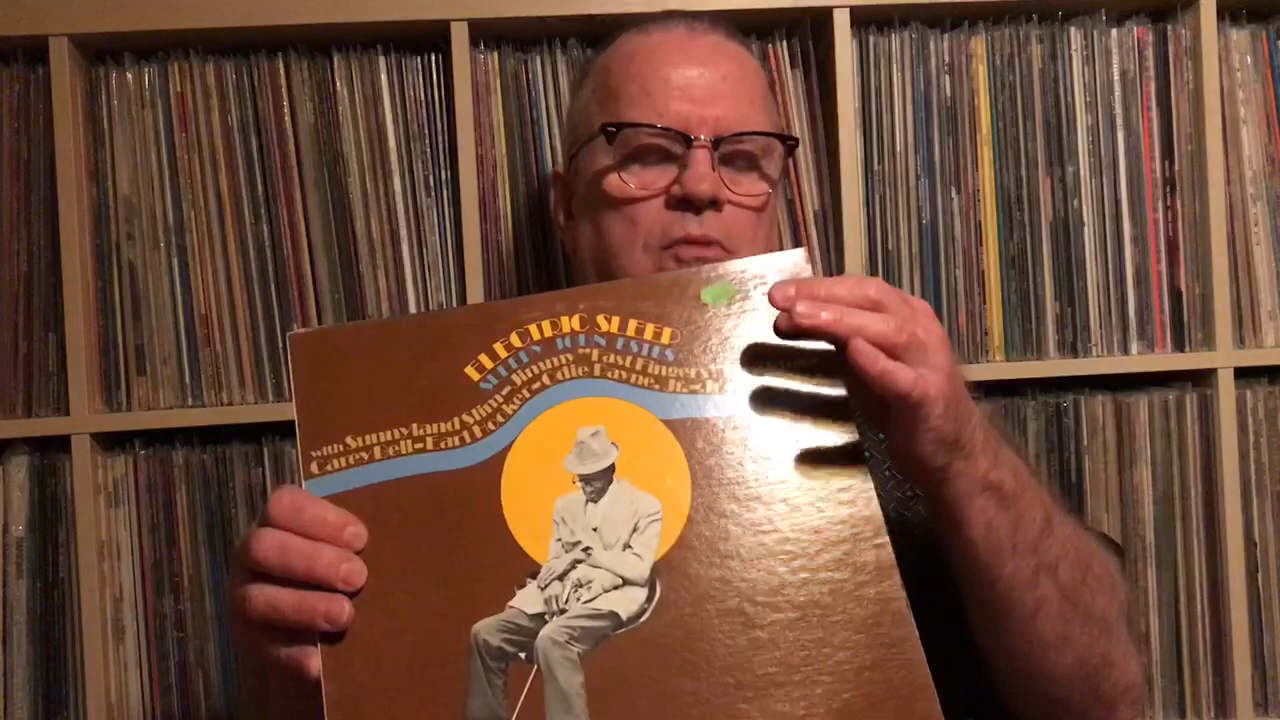 ELECTRIC SLEEP
SLEEPY JOHN ESTES
with Sunnyland Slim-Jimmy "Fast Fingers
Carey Bell-Earl Hooker-Odie Payne, Jr.-